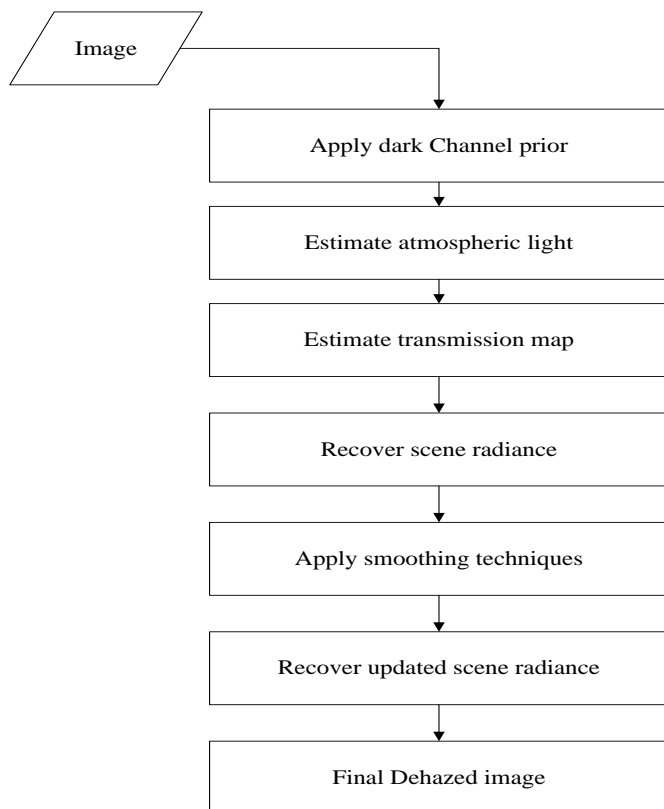 Image
Apply dark Channel prior
Estimate atmospheric light
Estimate transmission map
Recover scene radiance
Apply smoothing techniques
Recover updated scene radiance
Final Dehazed image